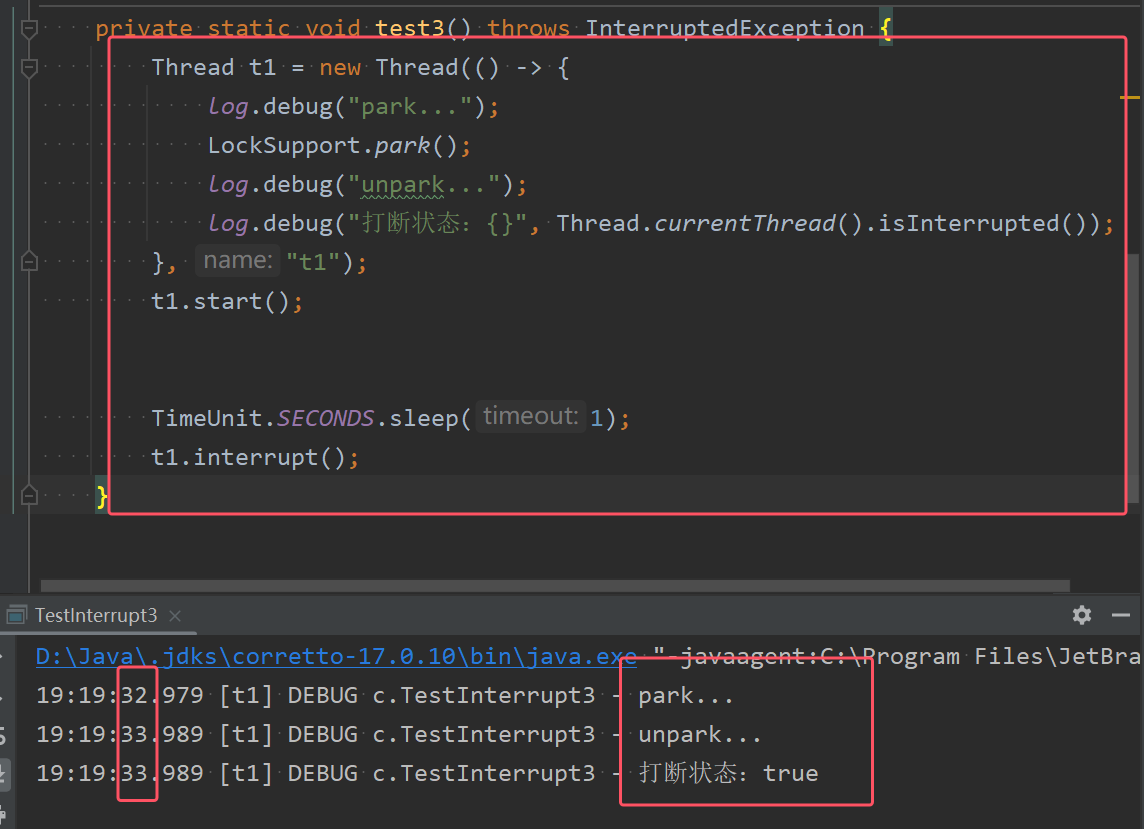 private static void test3() throws InterruptedException {
Thread t1 = new Thread(() -> {
log.debug("park...");
LockSupport.park();
log.debug("unpark...");
log.debug("打断状态：{}", Thread.currentThread().isInterrupted());
}, name: "t1");
t1.start();
TimeUnit.SECONDS.sleep( timeout: 1);
t1.interrupt();
}
TestInterrupt3
D:\Java\.jdks\corretto-17.0.10\bin\java.exe "-javaagent:C:\Program Files\JetBra
19:19:32.979 [t1] DEBUG c.TestInterrupt3 - park...
19:19:33.989 [t1] DEBUG c.TestInterrupt3 - unpark...
19:19:33.989 [t1] DEBUG c.TestInterrupt3 - 打断状态：true